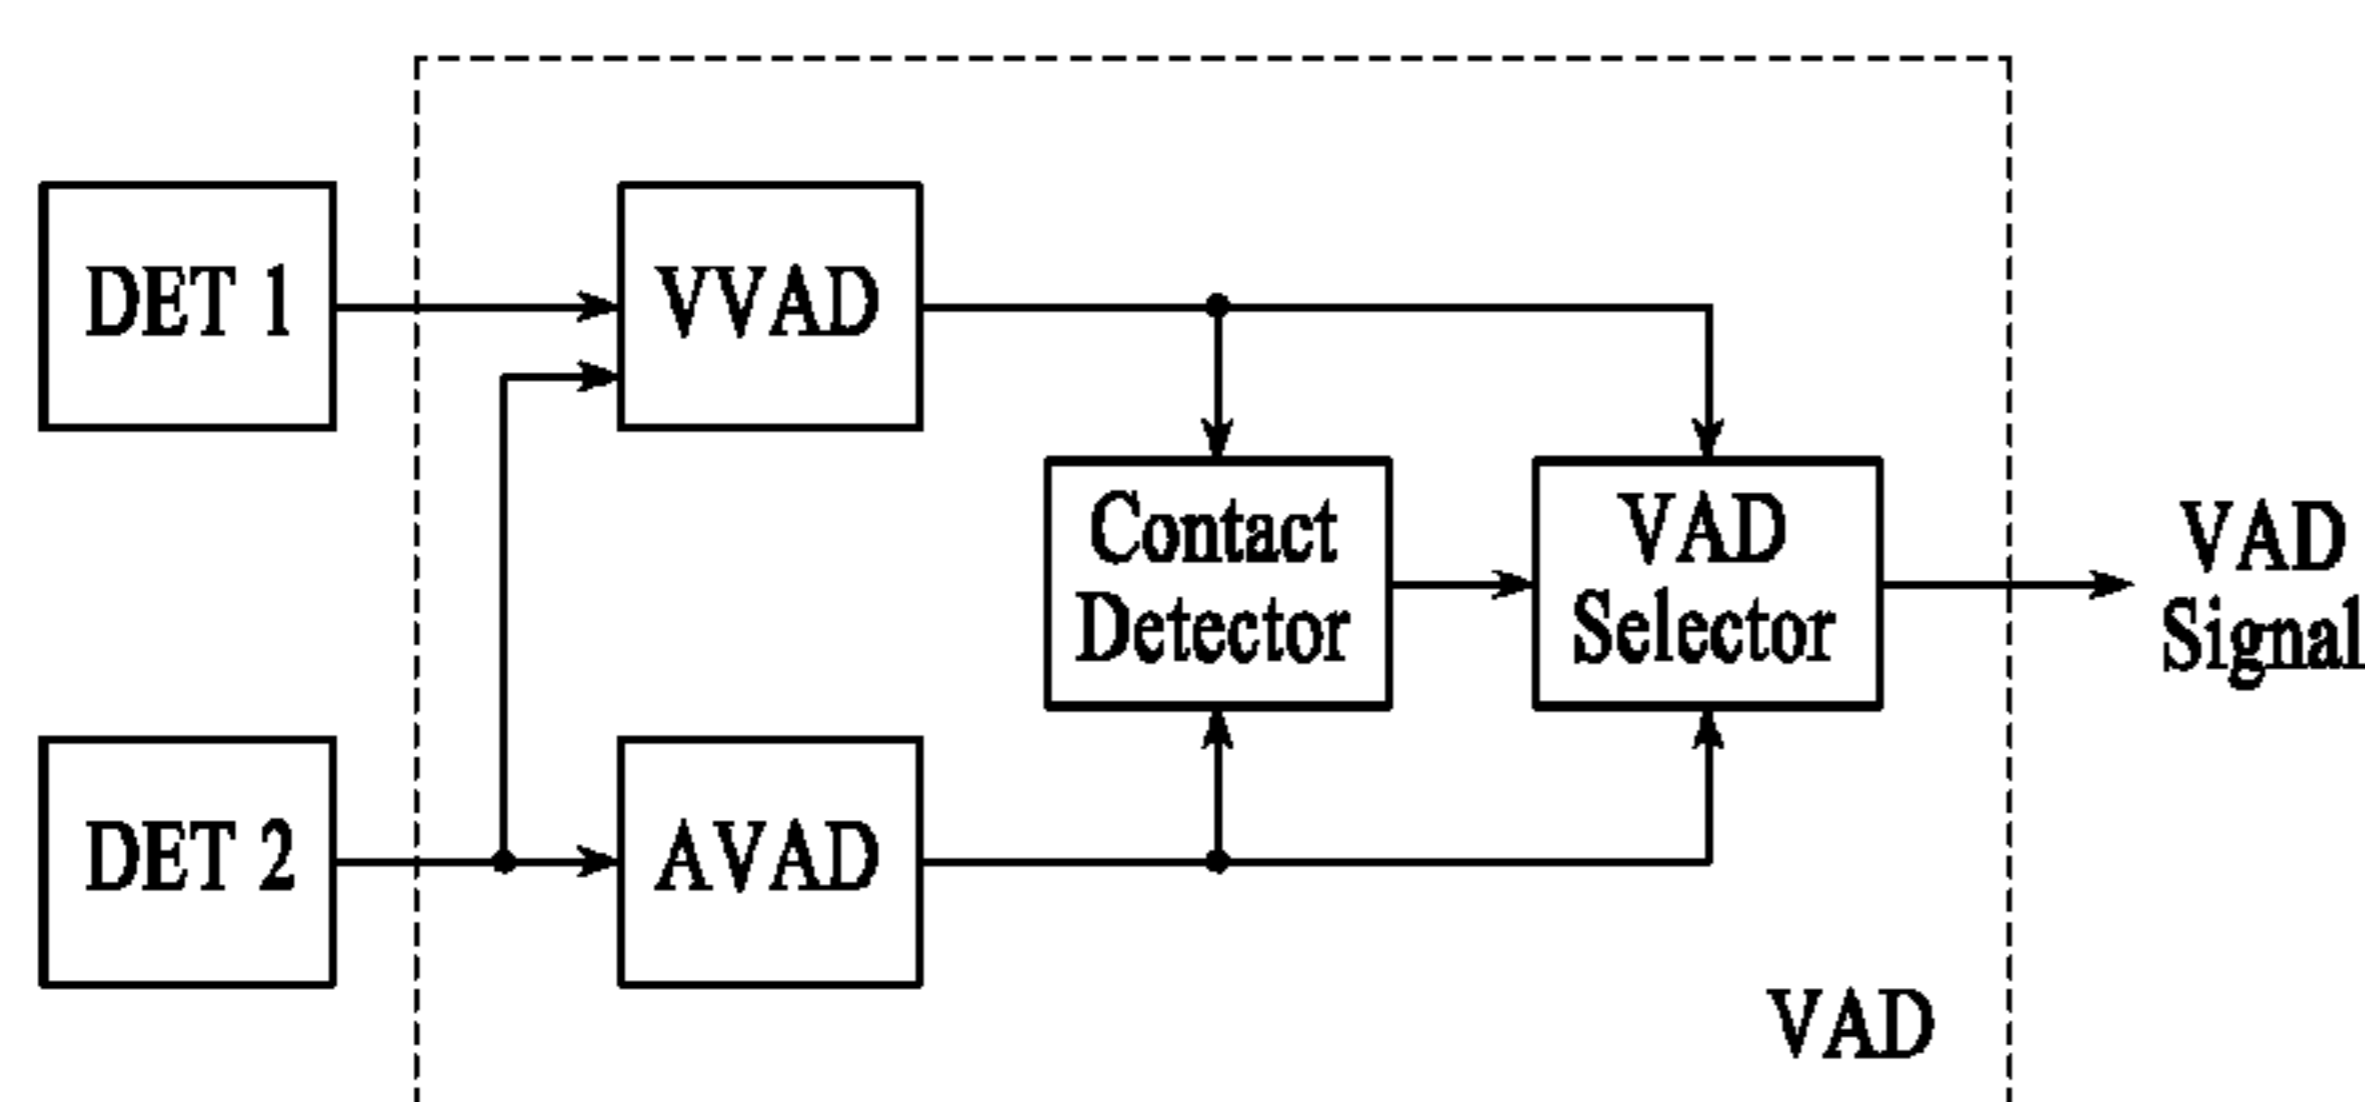 DET 1
VVAD
Contact
Detector
VAD
Selector
VAD
Signal
DET 2
AVAD
VAD